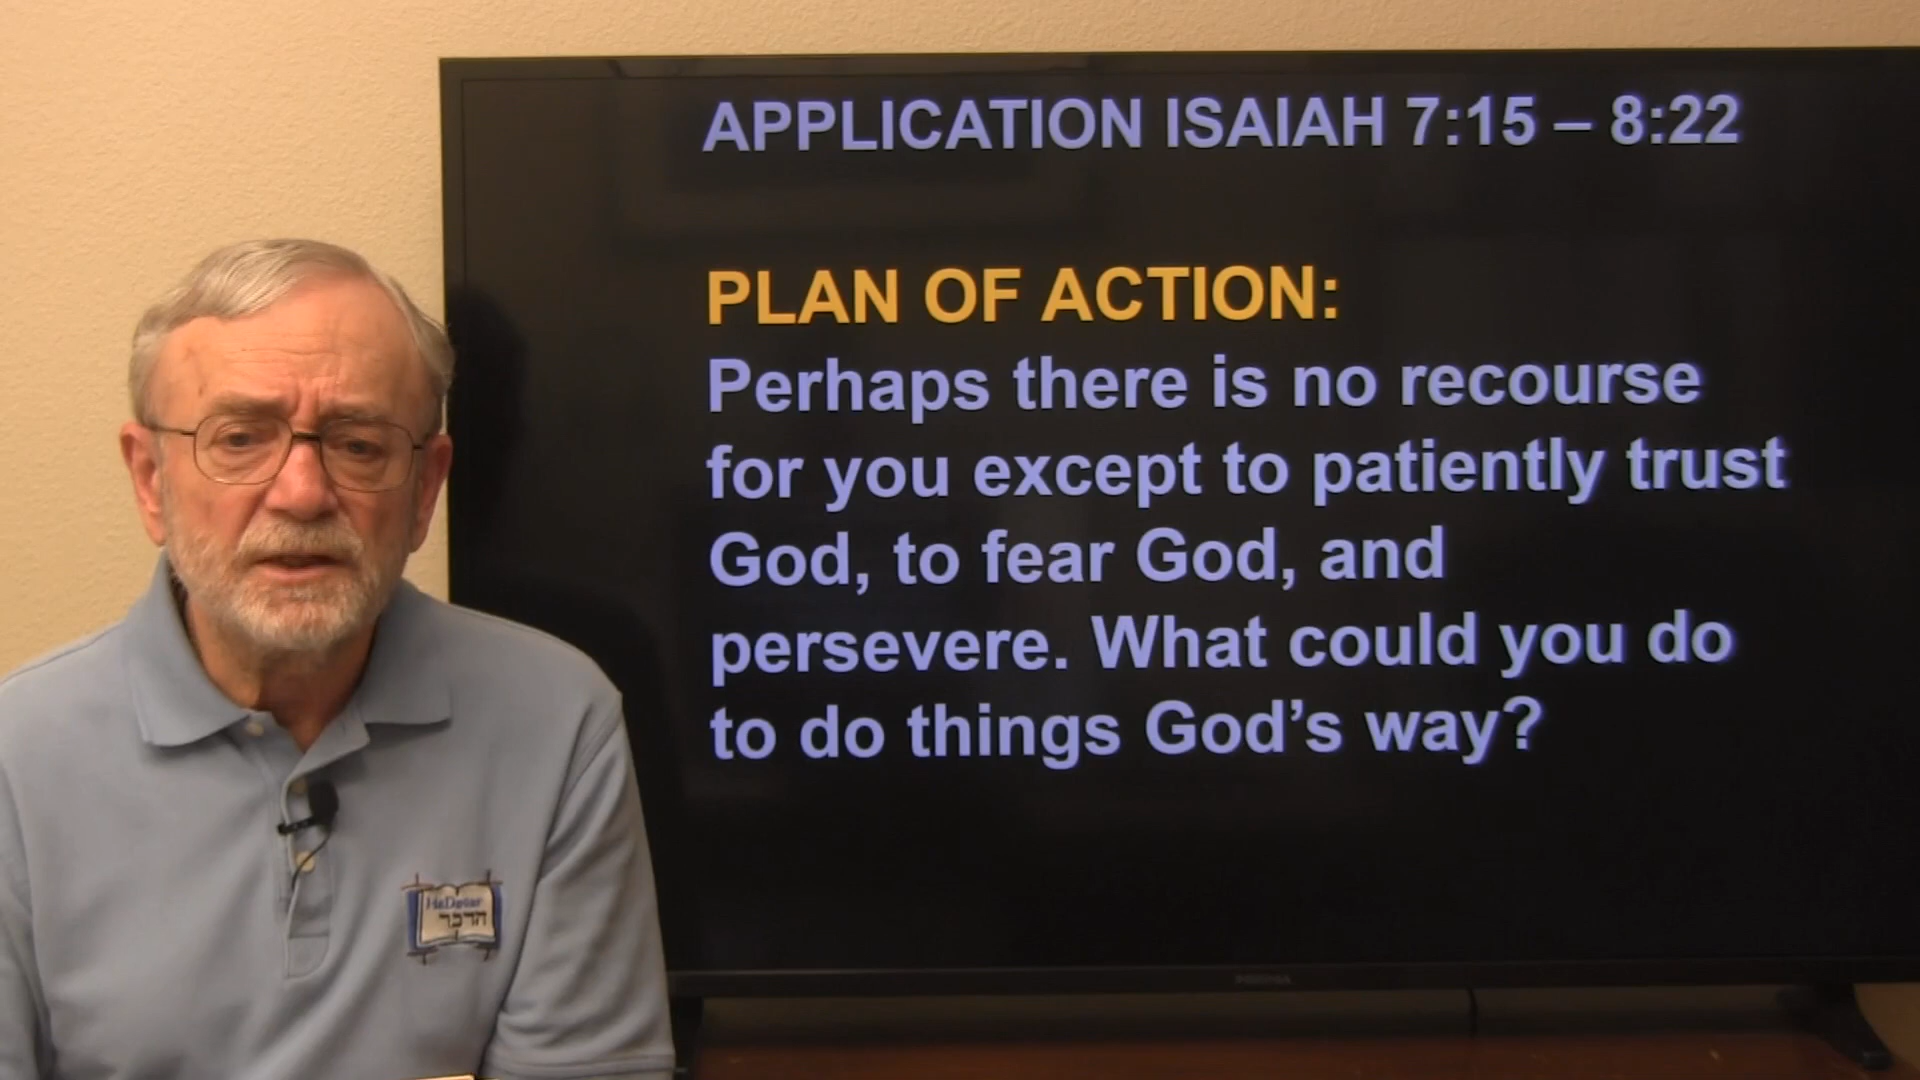 APPLICATION ISAIAH 7:15 – 8:22
PLAN OF ACTION:
Perhaps there is no recourse
for you except to patiently trust
God, to fear God, and
persevere. What could you do
to do things God’s way?
HaDavar
הדבר
INSIGNIA